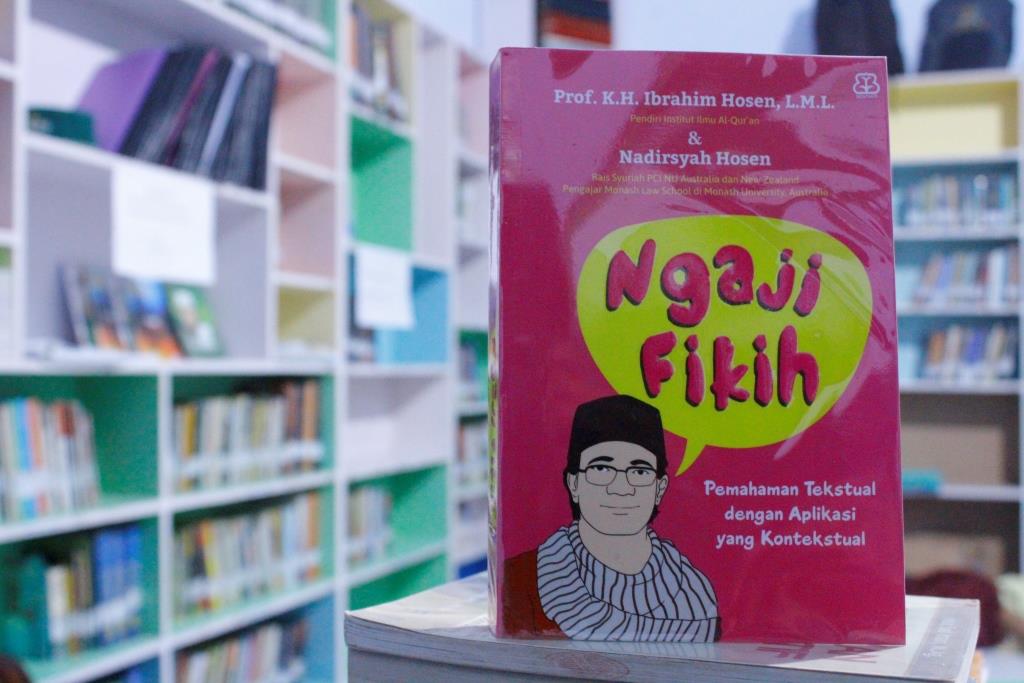 Prof. K.H. Ibrahim Hosen, L.M.L.
Pendiri Institut Ilmu Al-Qur'an
&
Nadirsyah Hosen
Rais Syuriah PCI NU Australia dan New Zealand
Pengajar Monash Law School di Monash University, Australia
Ngaji
Fikih
Pemahaman Tekstual
dengan Aplikasi
yang Kontekstual